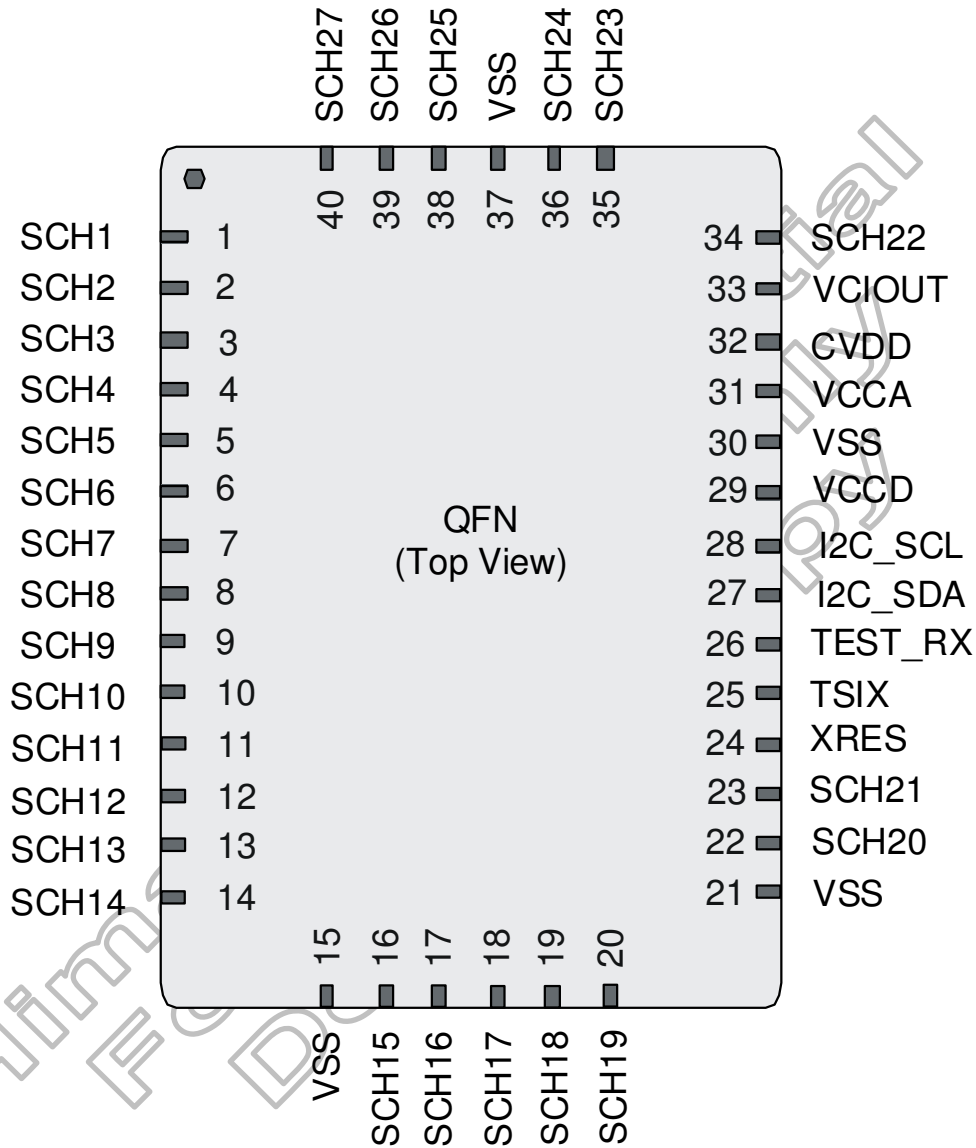 SCH27
SCH26
SCH25
VSS
SCH24
SCH23
40
39
38
37
36
35
SCH1 1
SCH2 2
SCH3 3
SCH4 4
SCH5 5
SCH6 6
SCH7 7
SCH8 8
SCH9 9
SCH10 10
SCH11 11
SCH12 12
SCH13 13
SCH14 14
QFN
(Top View)
34 SCH22
33 VCIOUT
32 CVDD
31 VCCA
30 VSS
29 VCCD
28 I2C_SCL
27 I2C_SDA
26 TEST_RX
25 TSIX
24 XRES
23 SCH21
22 SCH20
21 VSS
15
16
17
18
19
20
VSS
SCH15
SCH16
SCH17
SCH18
SCH19